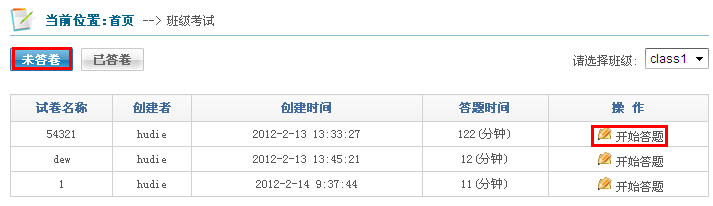 当前位置:首页 --> 班级考试
未答卷 已答卷 请选择班级: class1
试卷名称 创建者 创建时间 答题时间 操 作
54321 hudie 2012-2-13 13:33:27 122(分钟) 开始答题
dew hudie 2012-2-13 13:45:21 12(分钟) 开始答题
1 hudie 2012-2-14 9:37:44 11(分钟) 开始答题